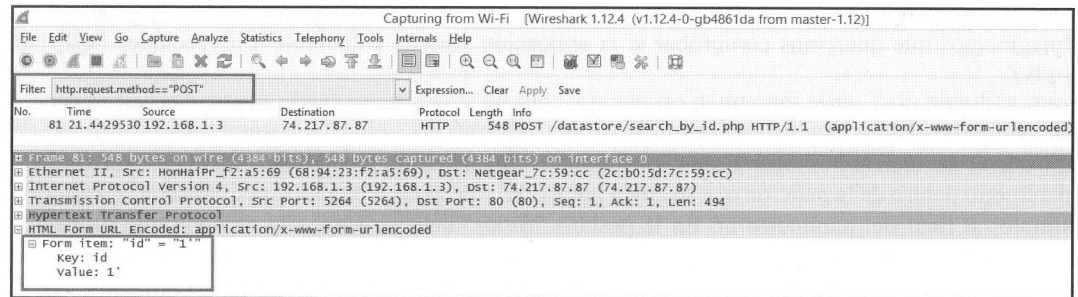 Capturing from Wi-Fi [Wireshark 1.12.4 (v1.12.4-0-gb4861da from master-1.12)]
File Edit View Go Capture Analyze Statistics Telephony Tools Internals Help
Filter: http.request.method=="POST" Expression... Clear Apply Save
No. Time Source Destination Protocol Length Info
81 21.4429530 192.168.1.3 74.217.87.87 HTTP 548 POST /datastore/search_by_id.php HTTP/1.1 (application/x-www-form-urlencoded)
Frame 81: 548 bytes on wire (4384 bits), 548 bytes captured (4384 bits) on interface 0
Ethernet II, Src: HonHaiPr_f2:a5:69 (68:94:23:f2:a5:69), Dst: Netgear_7c:59:cc (2c:b0:5d:7c:59:cc)
Internet Protocol Version 4, Src: 192.168.1.3 (192.168.1.3), Dst: 74.217.87.87 (74.217.87.87)
Transmission Control Protocol, Src Port: 5264 (5264), Dst Port: 80 (80), Seq: 1, Ack: 1, Len: 494
Hypertext Transfer Protocol
HTML Form URL Encoded: application/x-www-form-urlencoded
Form item: "id" = "1'"
Key: id
Value: 1'